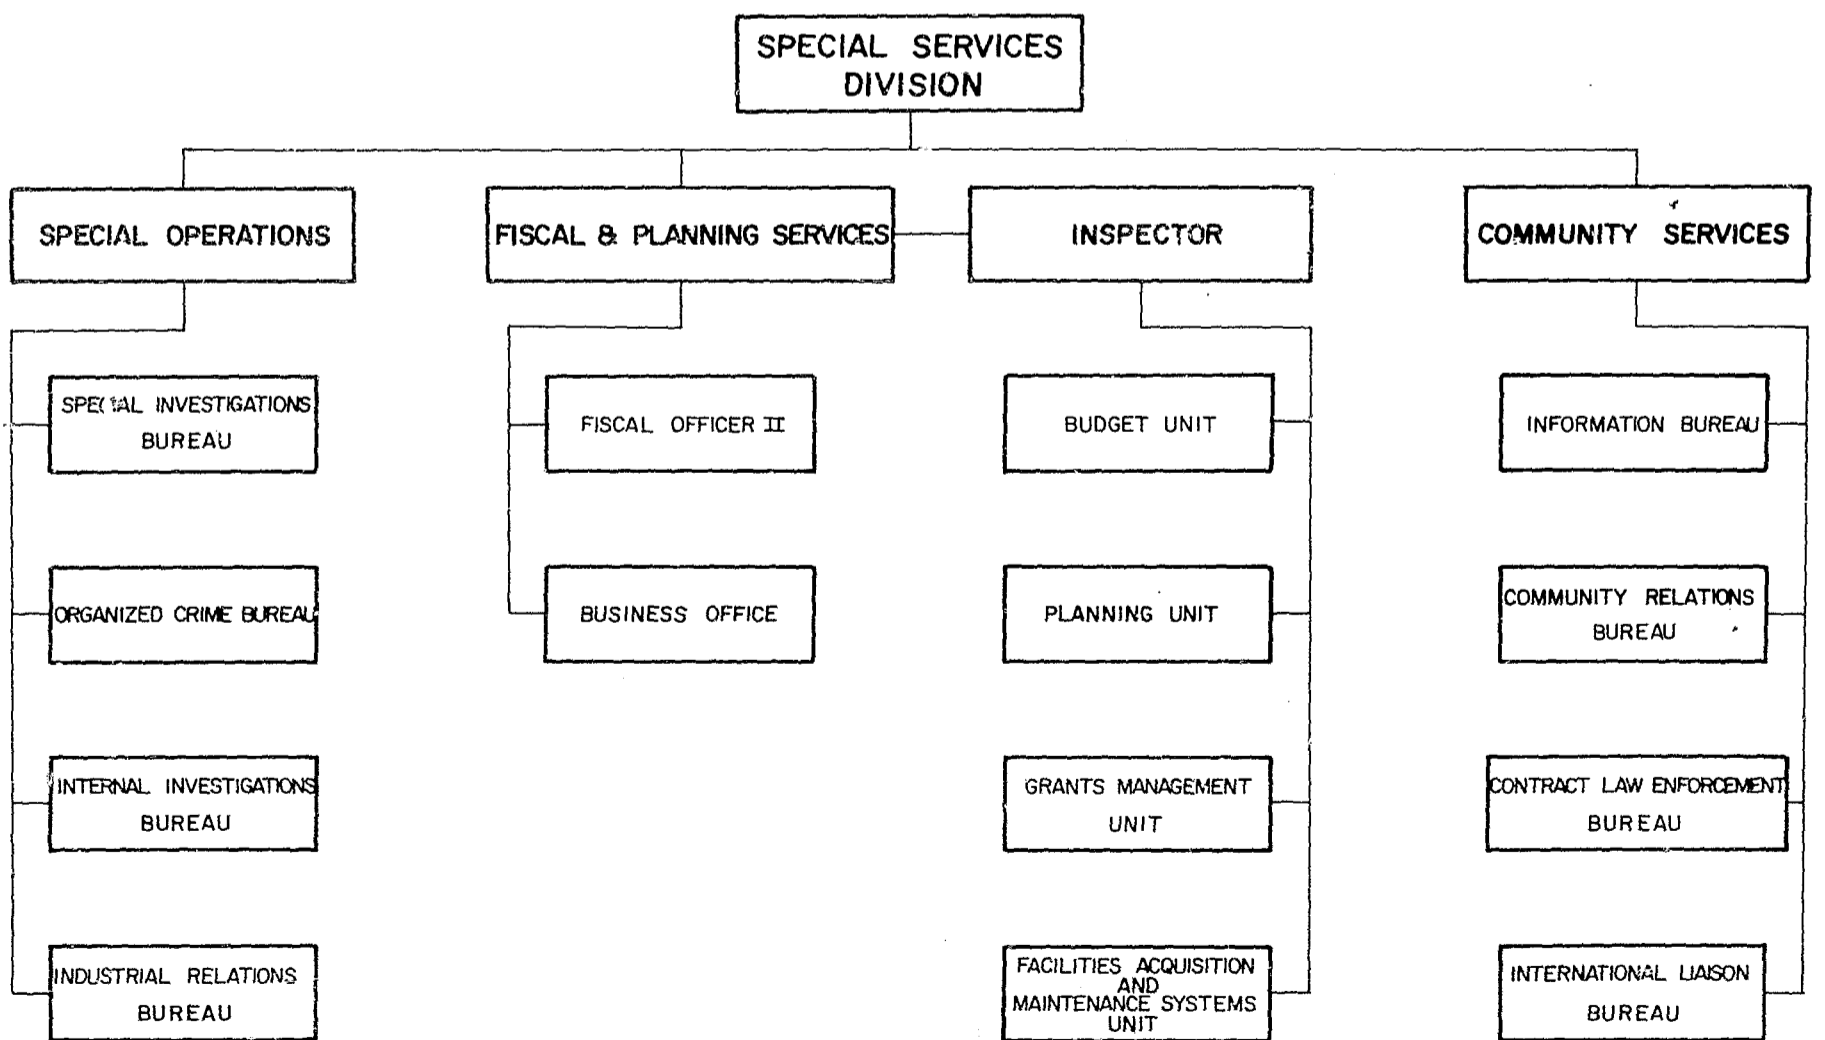 SPECIAL SERVICES
DIVISION
SPECIAL OPERATIONS
FISCAL & PLANNING SERVICES
INSPECTOR
COMMUNITY SERVICES
SPECIAL INVESTIGATIONS
BUREAU
FISCAL OFFICER II
BUDGET UNIT
INFORMATION BUREAU
ORGANIZED CRIME BUREAU
BUSINESS OFFICE
PLANNING UNIT
COMMUNITY RELATIONS
BUREAU
INTERNAL INVESTIGATIONS
BUREAU
GRANTS MANAGEMENT
UNIT
CONTRACT LAW ENFORCEMENT
BUREAU
INDUSTRIAL RELATIONS
BUREAU
FACILITIES ACQUISITION
AND
MAINTENANCE SYSTEMS
UNIT
INTERNATIONAL LIAISON
BUREAU